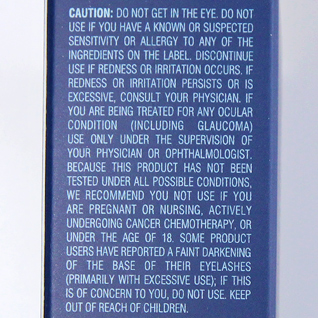 CAUTION: DO NOT GET IN THE EYE. DO NOT
USE IF YOU HAVE A KNOWN OR SUSPECTED
SENSITIVITY OR ALLERGY TO ANY OF THE
INGREDIENTS ON THE LABEL. DISCONTINUE
USE IF REDNESS OR IRRITATION OCCURS. IF
REDNESS OR IRRITATION PERSISTS OR IS
EXCESSIVE, CONSULT YOUR PHYSICIAN. IF
YOU ARE BEING TREATED FOR ANY OCULAR
CONDITION (INCLUDING GLAUCOMA)
USE ONLY UNDER THE SUPERVISION OF
YOUR PHYSICIAN OR OPHTHALMOLOGIST.
BECAUSE THIS PRODUCT HAS NOT BEEN
TESTED UNDER ALL POSSIBLE CONDITIONS,
WE RECOMMEND YOU NOT USE IF YOU
ARE PREGNANT OR NURSING, ACTIVELY
UNDERGOING CANCER CHEMOTHERAPY, OR
UNDER THE AGE OF 18. SOME PRODUCT
USERS HAVE REPORTED A FAINT DARKENING
OF THE BASE OF THEIR EYELASHES
(PRIMARILY WITH EXCESSIVE USE); IF THIS
IS OF CONCERN TO YOU, DO NOT USE. KEEP
OUT OF REACH OF CHILDREN.